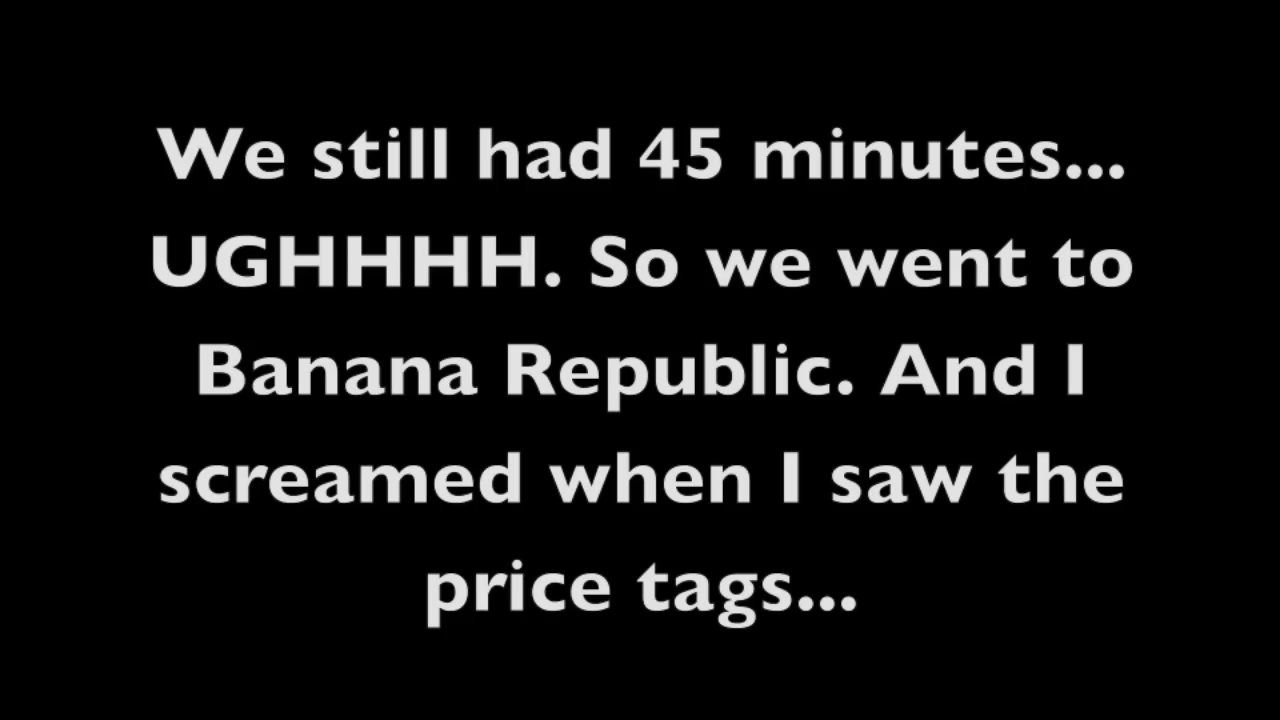 We still had 45 minutes...
UGHHHH. So we went to
Banana Republic. And I
screamed when I saw the
price tags...